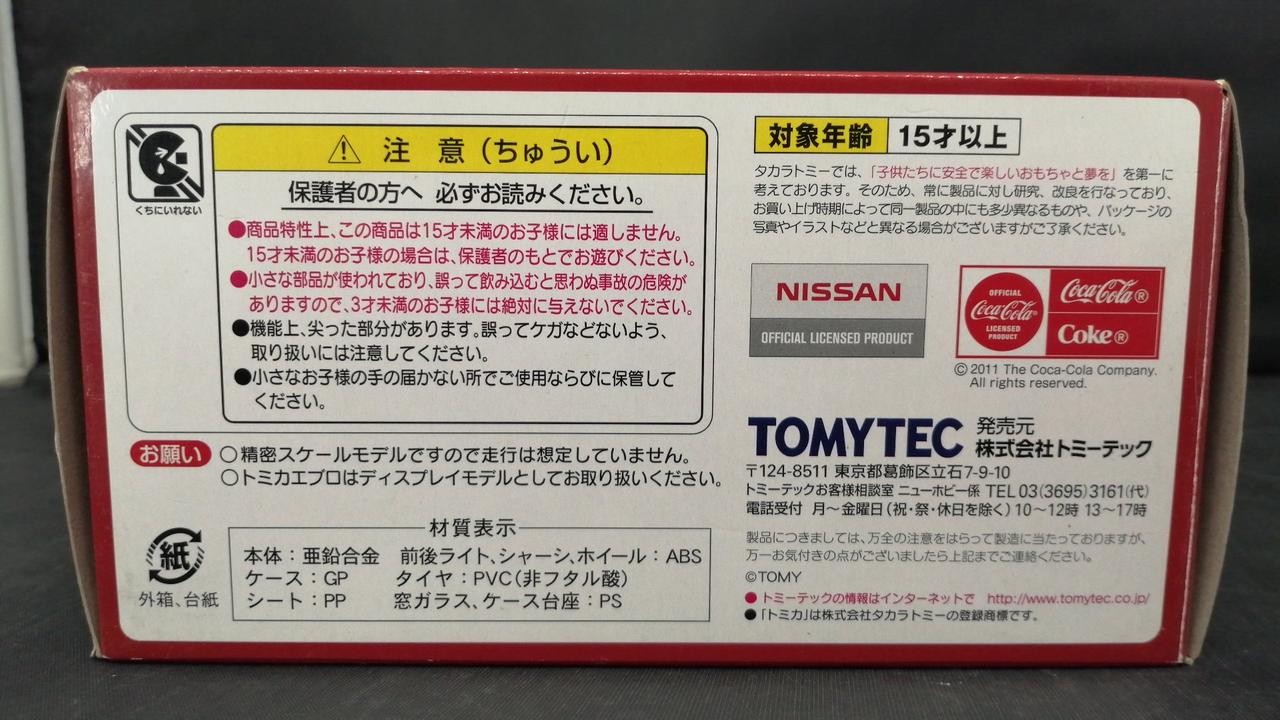 くちにいれない
注 意（ちゅうい）
保護者の方へ 必ずお読みください。
●商品特性上、この商品は15才未満のお子様には適しません。
15才未満のお子様の場合は、保護者のもとでお遊びください。
●小さな部品が使われており、誤って飲み込むと思わぬ事故の危険が
ありますので、3才未満のお子様には絶対に与えないでください。
●機能上、尖った部分があります。誤ってケガなどないよう、
取り扱いには注意してください。
●小さなお子様の手の届かない所でご使用ならびに保管して
ください。
お願い
○精密スケールモデルですので走行は想定していません。
○トミカエブロはディスプレイモデルとしてお取り扱いください。
紙
外箱、台紙
材質表示
本体：亜鉛合金 前後ライト、シャーシ、ホイール：ABS
ケース：GP タイヤ：PVC（非フタル酸）
シート：PP 窓ガラス、ケース台座：PS
対象年齢 15才以上
タカラトミーでは、「子供たちに安全で楽しいおもちゃと夢を」を第一に
考えております。そのため、常に製品に対し研究、改良を行なっており、
お買い上げ時期によって同一製品の中にも多少異なるものや、パッケージの
写真やイラストなどと異なる場合がございますがご了承ください。
NISSAN
OFFICIAL LICENSED PRODUCT
OFFICIAL
Coca-Cola®
LICENSED
PRODUCT
Coca-Cola®
Coke®
©2011 The Coca-Cola Company.
All rights reserved.
TOMYTEC 発売元
株式会社トミーテック
〒124-8511 東京都葛飾区立石7-9-10
トミーテックお客様相談室 ニューホビー係 TEL 03(3695)3161(代)
電話受付 月〜金曜日（祝・祭・休日を除く）10〜12時 13〜17時
製品につきましては、万全の注意をはらって製造に当たっておりますが、
万一お気付きの点がございましたら上記までご連絡ください。
©TOMY
●トミーテックの情報はインターネットで http://www.tomytec.co.jp/
●「トミカ」は株式会社タカラトミーの登録商標です。